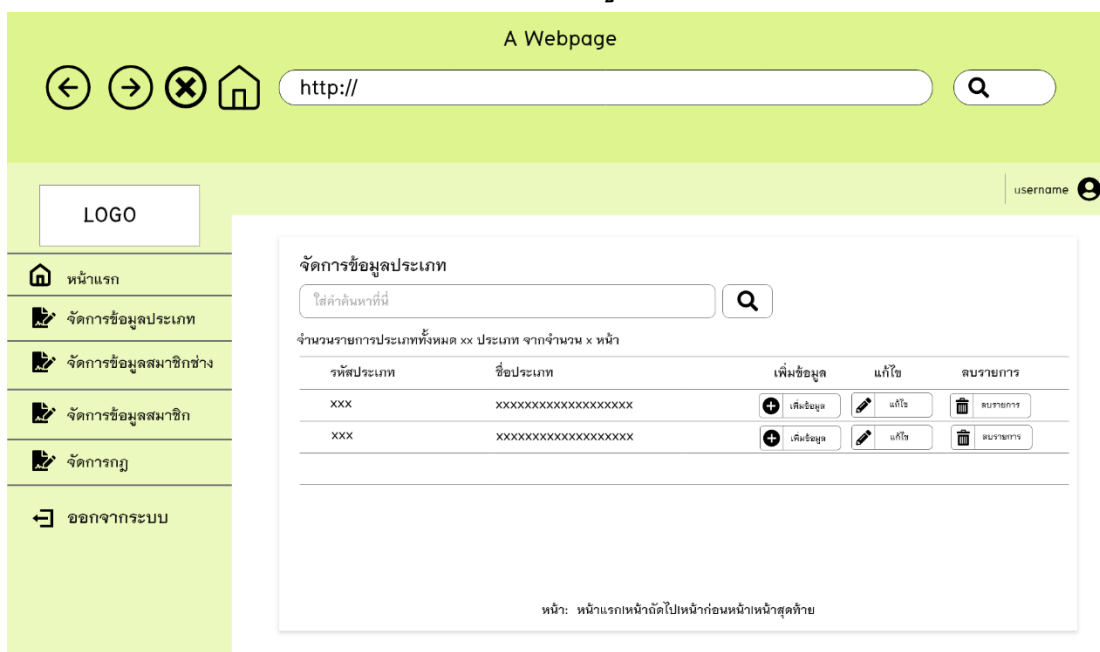 A Webpage
http://
username
LOGO
หน้าแรก
จัดการข้อมูลประเภท
จัดการข้อมูลสมาชิกช่าง
จัดการข้อมูลสมาชิก
จัดการกฎ
ออกจากระบบ
จัดการข้อมูลประเภท
ใส่คำค้นหาที่นี่
จำนวนรายการประเภททั้งหมด xx ประเภท จากจำนวน x หน้า
รหัสประเภท ชื่อประเภท เพิ่มข้อมูล แก้ไข ลบรายการ
xxx xxxxxxxxxxxxxxxxxxx เพิ่มข้อมูล แก้ไข ลบรายการ
xxx xxxxxxxxxxxxxxxxxxx เพิ่มข้อมูล แก้ไข ลบรายการ
หน้า: หน้าแรก|หน้าถัดไป|หน้าก่อนหน้า|หน้าสุดท้าย